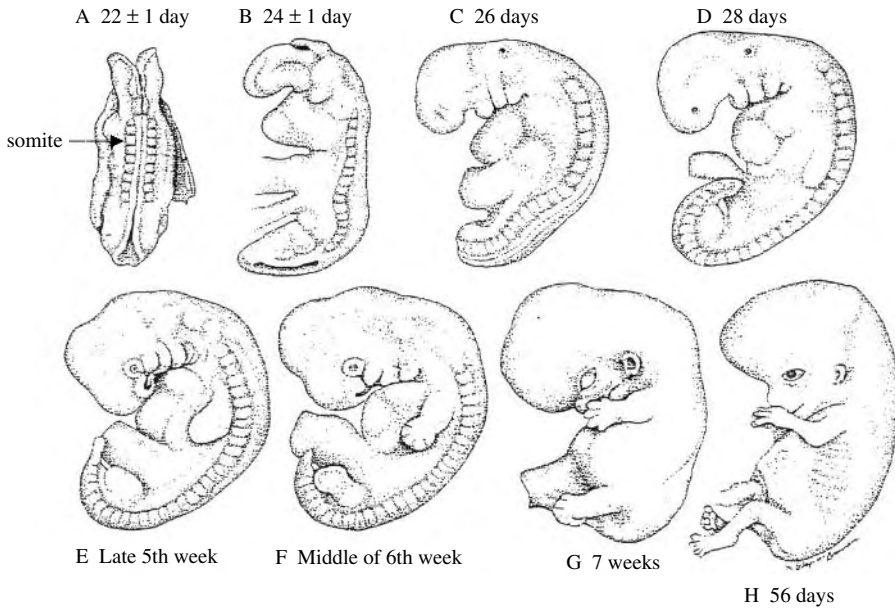 A 22 ± 1 day
B 24 ± 1 day
C 26 days
D 28 days
somite
E Late 5th week
F Middle of 6th week
G 7 weeks
H 56 days